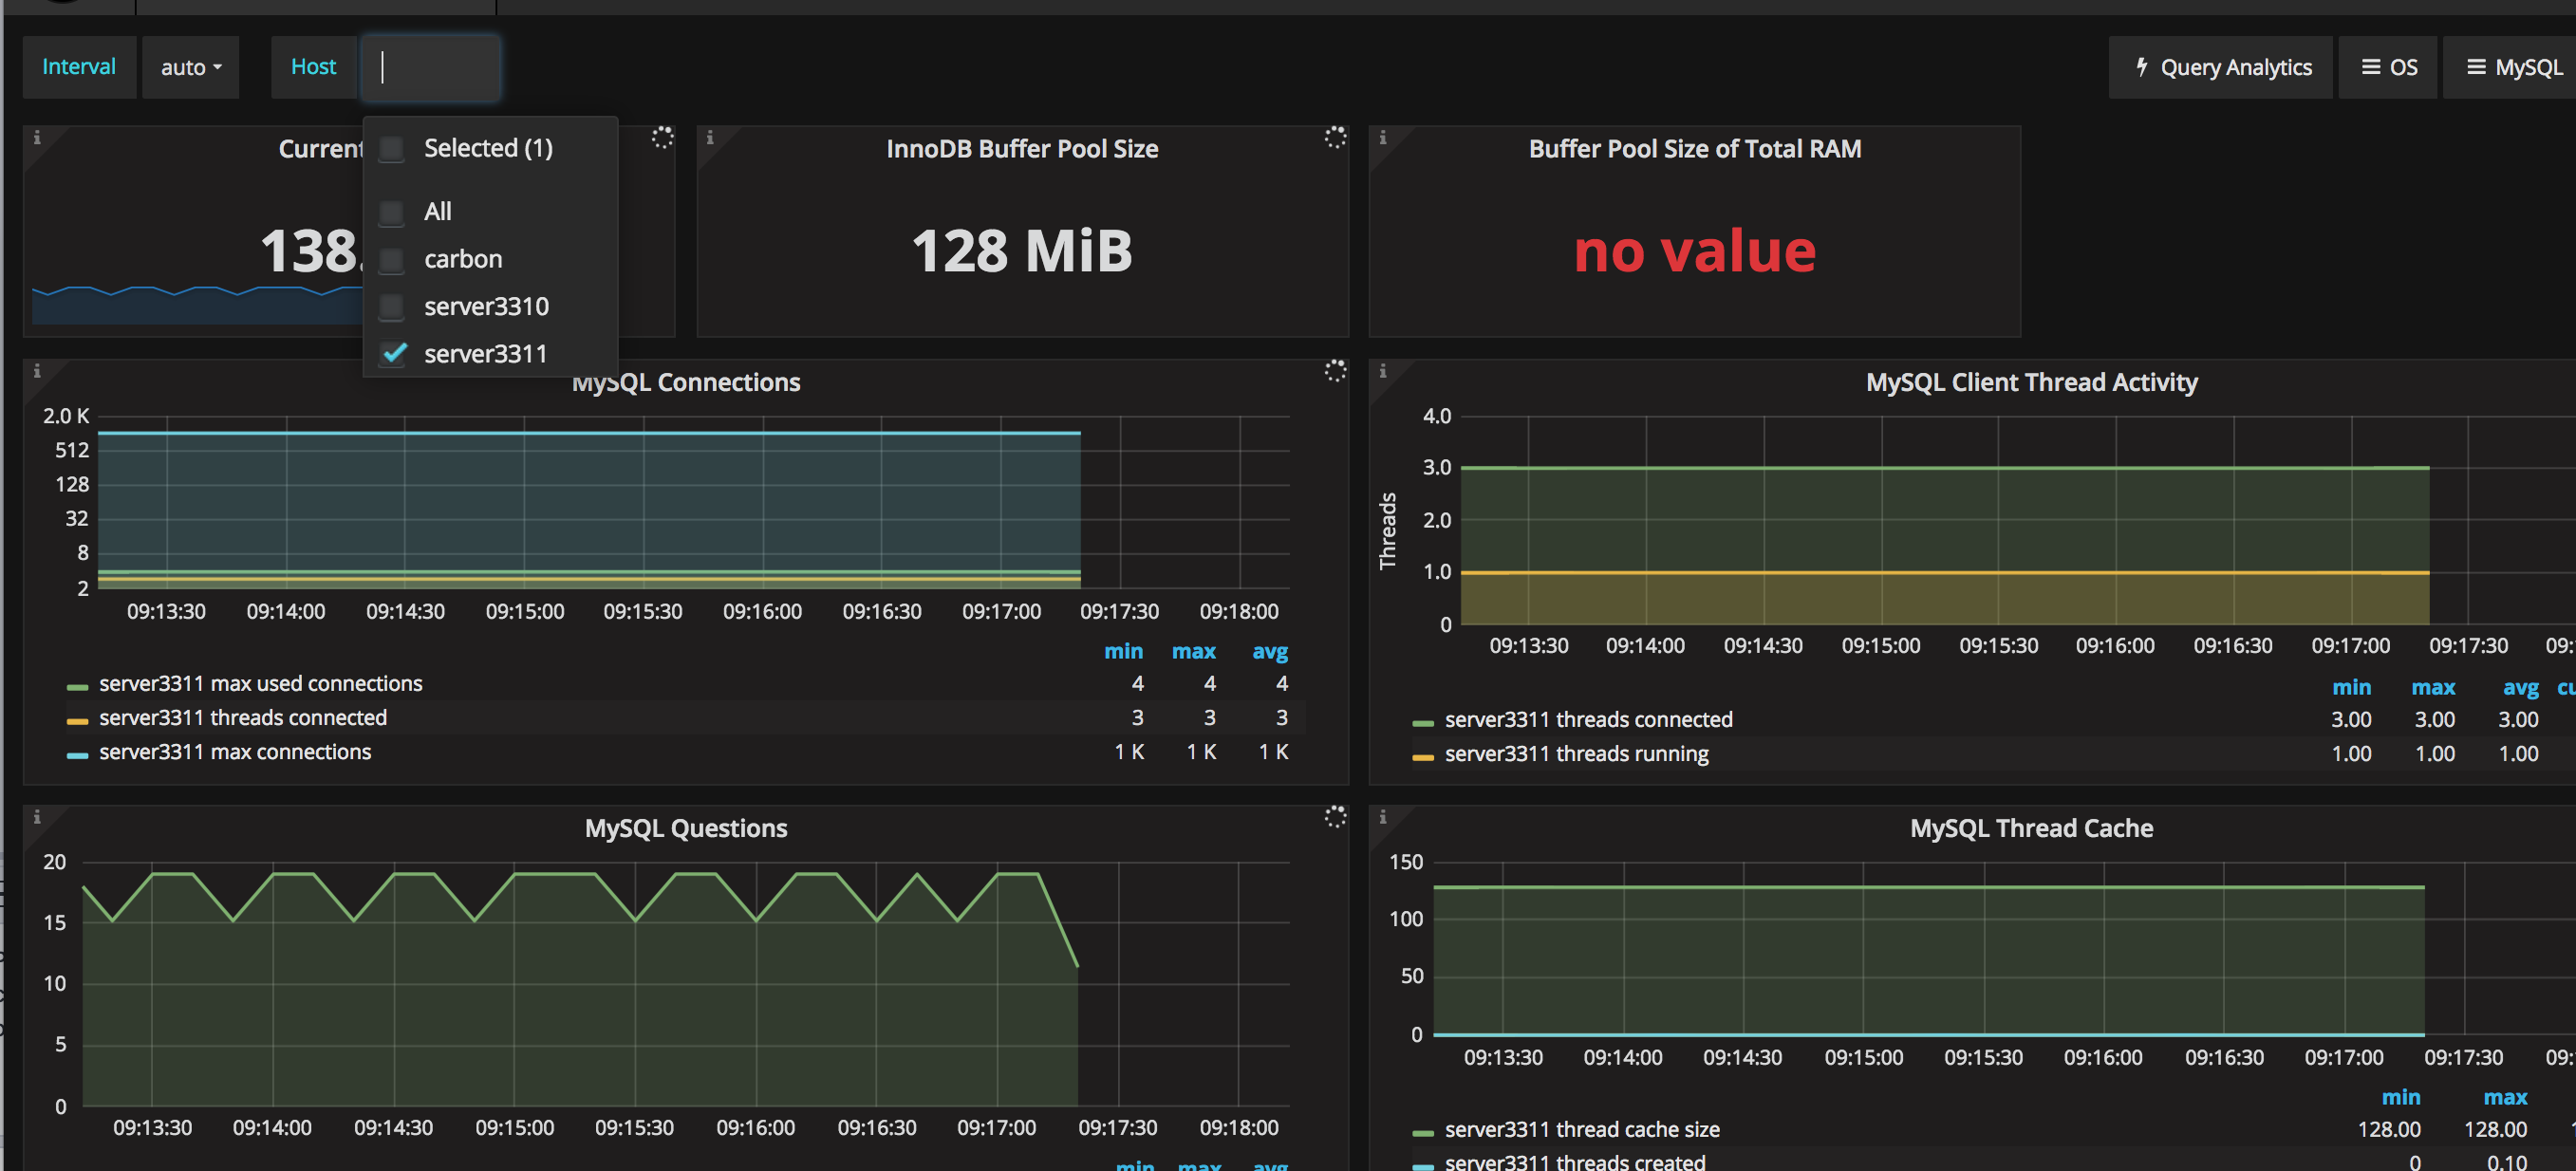 Interval auto Host Query Analytics OS MySQL
Selected (1)
All
carbon
server3310
server3311
Current
138.
InnoDB Buffer Pool Size
128 MiB
Buffer Pool Size of Total RAM
no value
MySQL Connections
2.0 K
512
128
32
8
2
09:13:30 09:14:00 09:14:30 09:15:00 09:15:30 09:16:00 09:16:30 09:17:00 09:17:30 09:18:00
min max avg
server3311 max used connections 4 4 4
server3311 threads connected 3 3 3
server3311 max connections 1 K 1 K 1 K
MySQL Client Thread Activity
Threads
4.0
3.0
2.0
1.0
0
09:13:30 09:14:00 09:14:30 09:15:00 09:15:30 09:16:00 09:16:30 09:17:00 09:17:30 09:
min max avg cu
server3311 threads connected 3.00 3.00 3.00
server3311 threads running 1.00 1.00 1.00
MySQL Questions
20
15
10
5
0
09:13:30 09:14:00 09:14:30 09:15:00 09:15:30 09:16:00 09:16:30 09:17:00 09:17:30 09:18:00
min max avg
MySQL Thread Cache
150
100
50
0
09:13:30 09:14:00 09:14:30 09:15:00 09:15:30 09:16:00 09:16:30 09:17:00 09:17:30 09:
min max
server3311 thread cache size 128.00 128.00
server3311 threads created 0 0.10